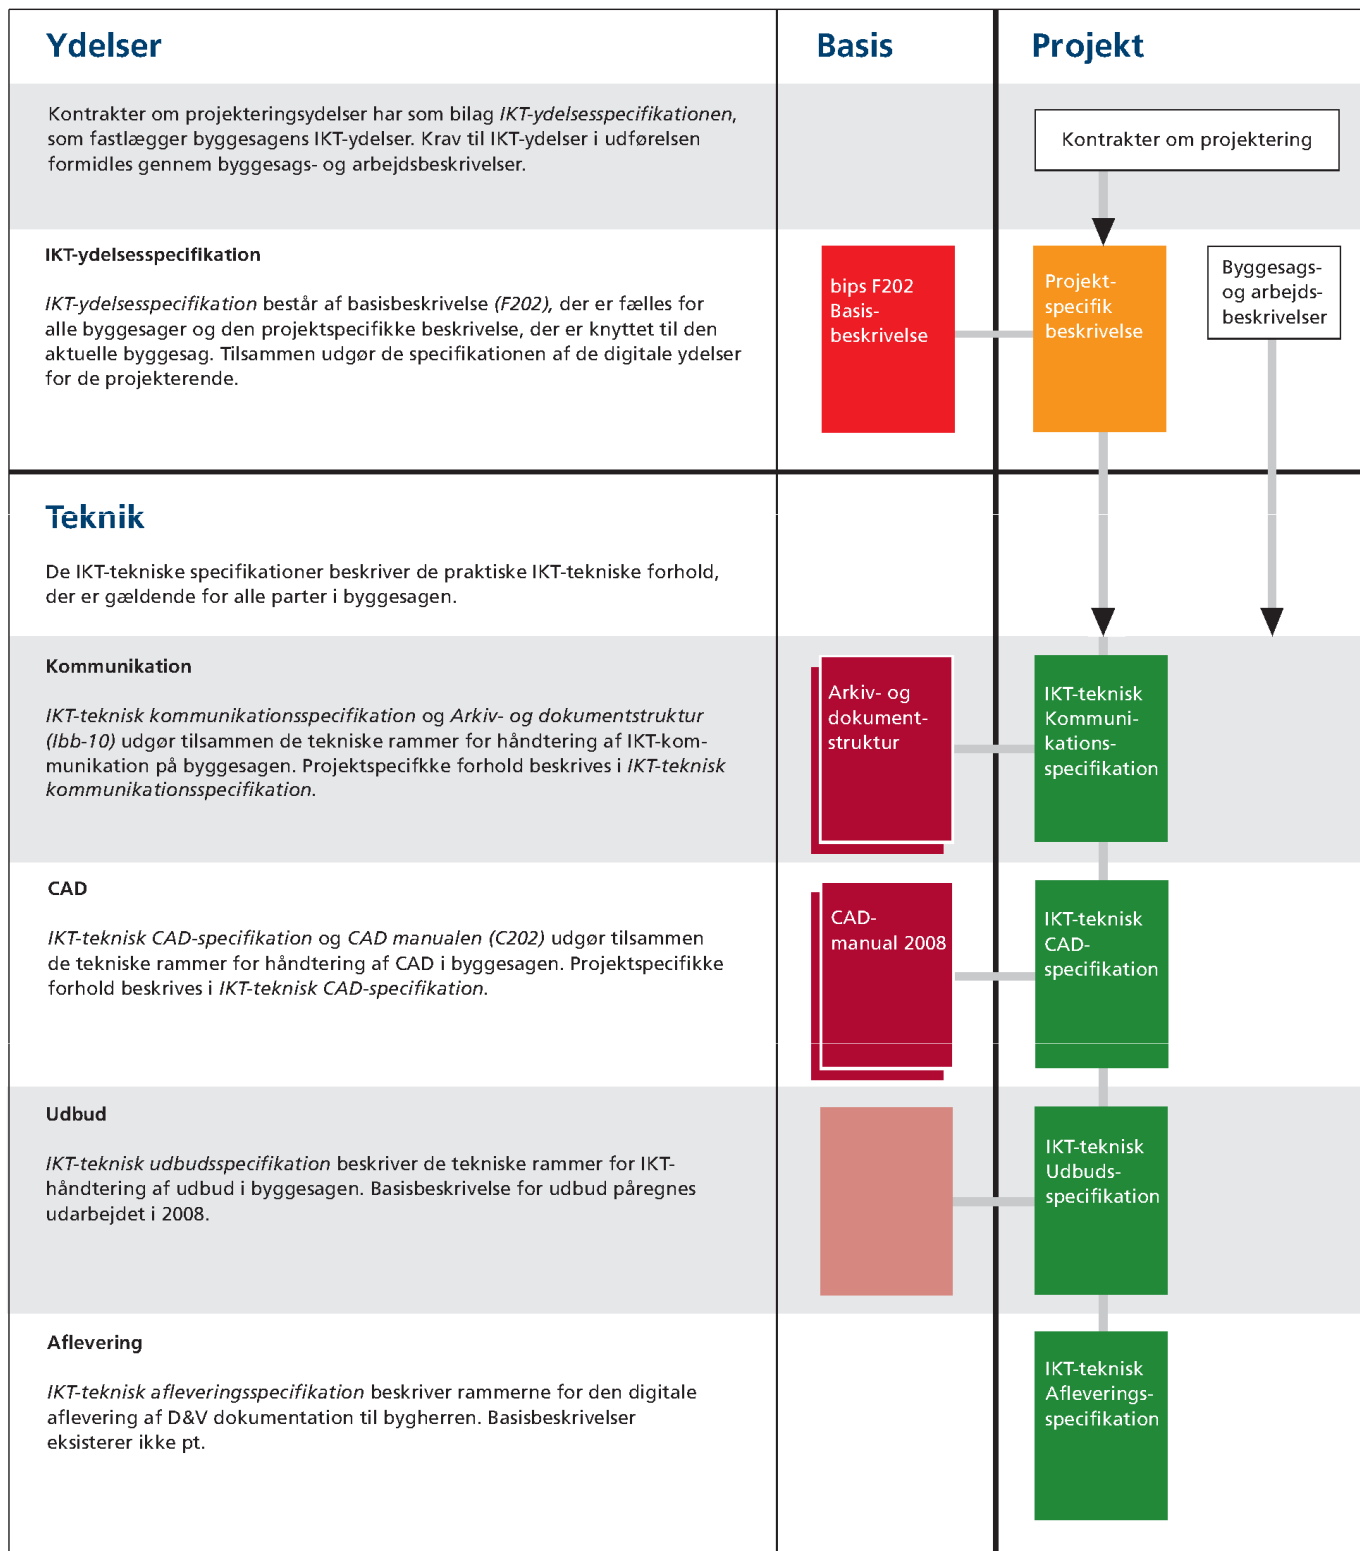 Ydelser
Basis
Projekt
Kontrakter om projekteringsydelser har som bilag IKT-ydelsesspecifikationen,
som fastlægger byggesagens IKT-ydelser. Krav til IKT-ydelser i udførelsen
formidles gennem byggesags- og arbejdsbeskrivelser.
Kontrakter om projektering
IKT-ydelsesspecifikation
IKT-ydelsesspecifikation består af basisbeskrivelse (F202), der er fælles for
alle byggesager og den projektspecifikke beskrivelse, der er knyttet til den
aktuelle byggesag. Tilsammen udgør de specifikationen af de digitale ydelser
for de projekterende.
bips F202
Basis-
beskrivelse
Projekt-
specifik
beskrivelse
Byggesags-
og arbejds-
beskrivelser
Teknik
De IKT-tekniske specifikationer beskriver de praktiske IKT-tekniske forhold,
der er gældende for alle parter i byggesagen.
Kommunikation
IKT-teknisk kommunikationsspecifikation og Arkiv- og dokumentstruktur
(Ibb-10) udgør tilsammen de tekniske rammer for håndtering af IKT-kom-
munikation på byggesagen. Projektspecifkke forhold beskrives i IKT-teknisk
kommunikationsspecifikation.
Arkiv- og
dokument-
struktur
IKT-teknisk
Kommuni-
kations-
specifikation
CAD
IKT-teknisk CAD-specifikation og CAD manualen (C202) udgør tilsammen
de tekniske rammer for håndtering af CAD i byggesagen. Projektspecifikke
forhold beskrives i IKT-teknisk CAD-specifikation.
CAD-
manual 2008
IKT-teknisk
CAD-
specifikation
Udbud
IKT-teknisk udbudsspecifikation beskriver de tekniske rammer for IKT-
håndtering af udbud i byggesagen. Basisbeskrivelse for udbud påregnes
udarbejdet i 2008.
IKT-teknisk
Udbuds-
specifikation
Aflevering
IKT-teknisk afleveringsspecifikation beskriver rammerne for den digitale
aflevering af D&V dokumentation til bygherren. Basisbeskrivelser
eksisterer ikke pt.
IKT-teknisk
Afleverings-
specifikation